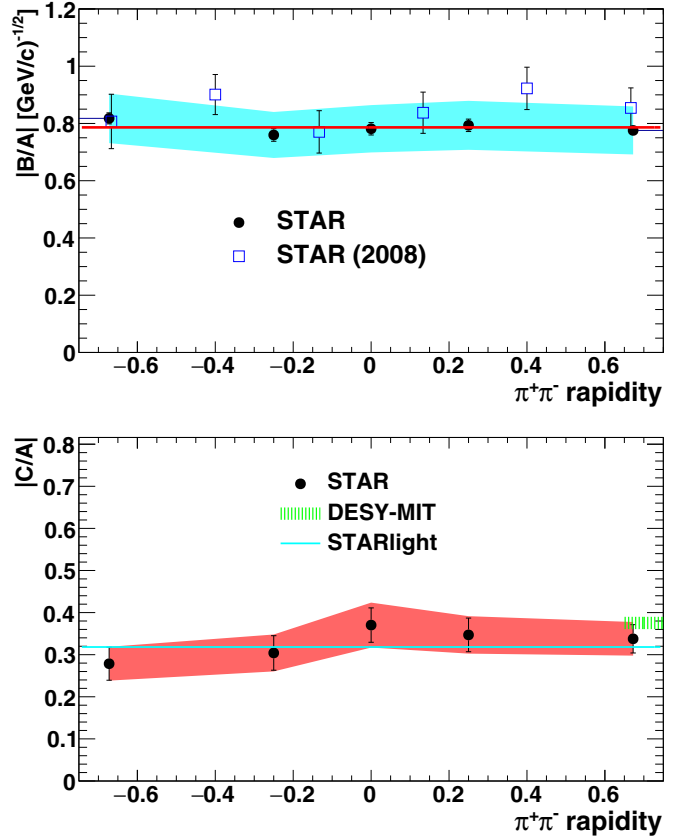 |B/A| [GeV/c)^{-1/2}
1.2
1
0.8
0.6
0.4
0.2
0
STAR
STAR (2008)
−0.6 −0.4 −0.2 0 0.2 0.4 0.6
π⁺π⁻ rapidity
|C/A|
0.8
0.7
0.6
0.5
0.4
0.3
0.2
0.1
0
STAR
DESY-MIT
STARlight
−0.6 −0.4 −0.2 0 0.2 0.4 0.6
π⁺π⁻ rapidity